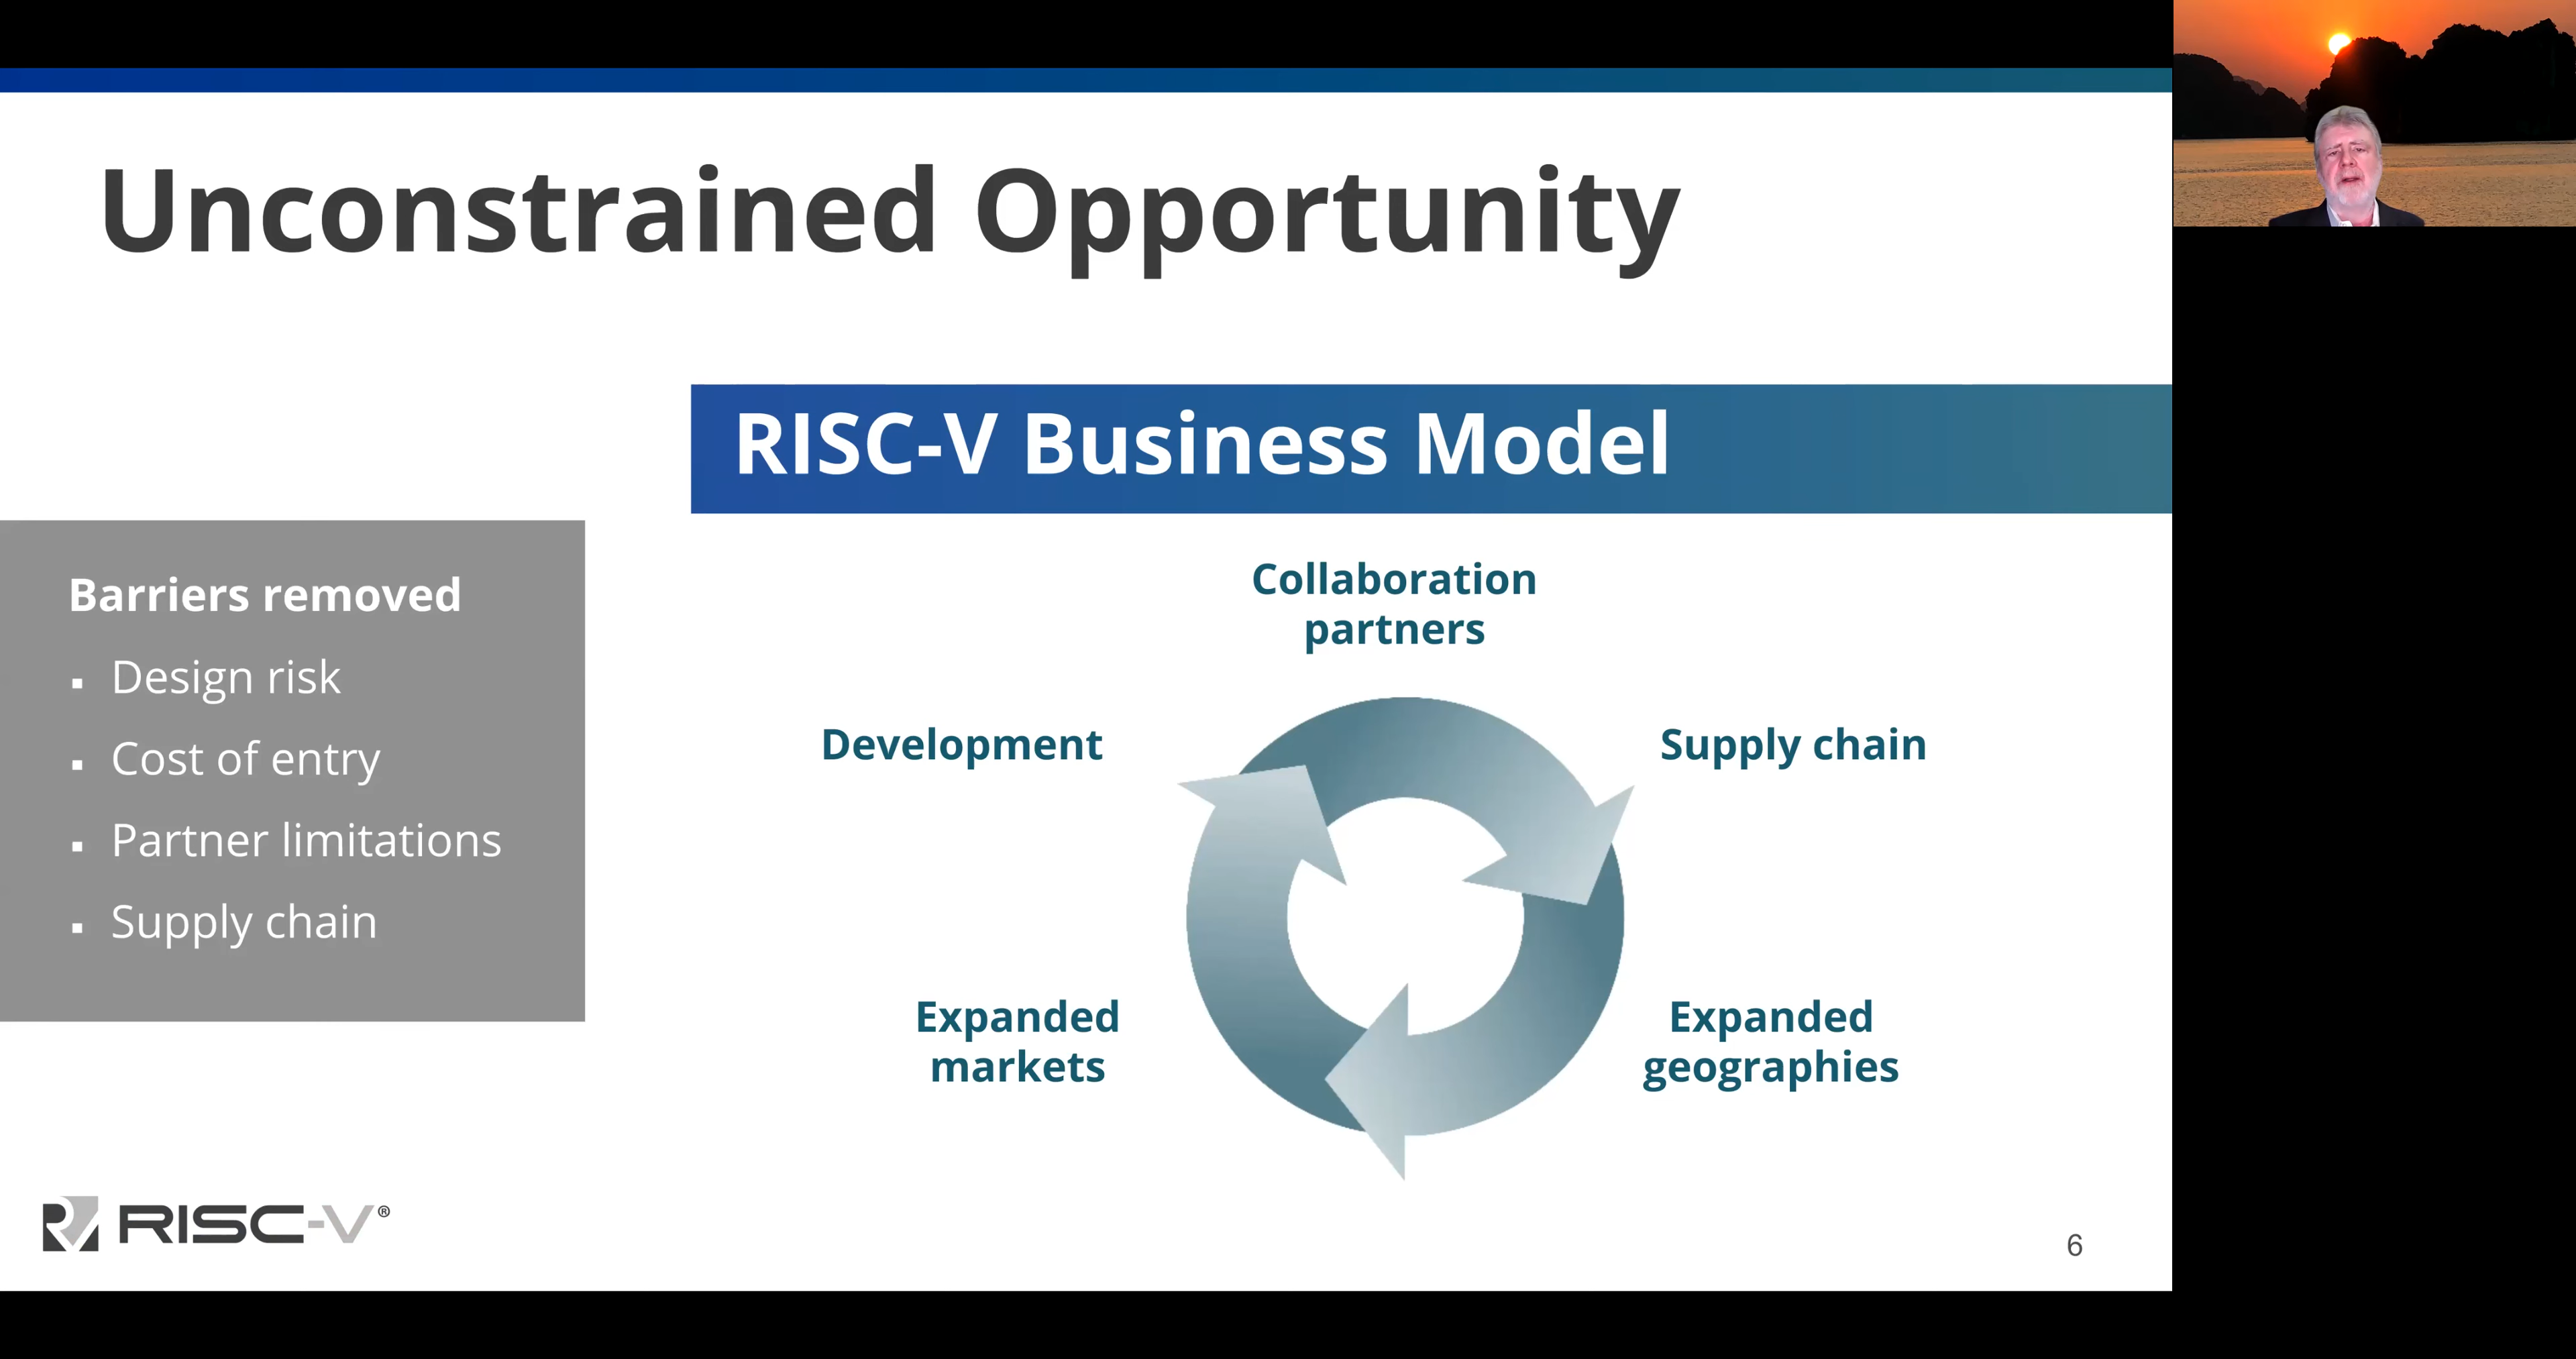 Unconstrained Opportunity
RISC-V Business Model
Barriers removed
▪ Design risk
▪ Cost of entry
▪ Partner limitations
▪ Supply chain
Collaboration
partners
Development
Supply chain
Expanded
markets
Expanded
geographies
RISC-V®
6